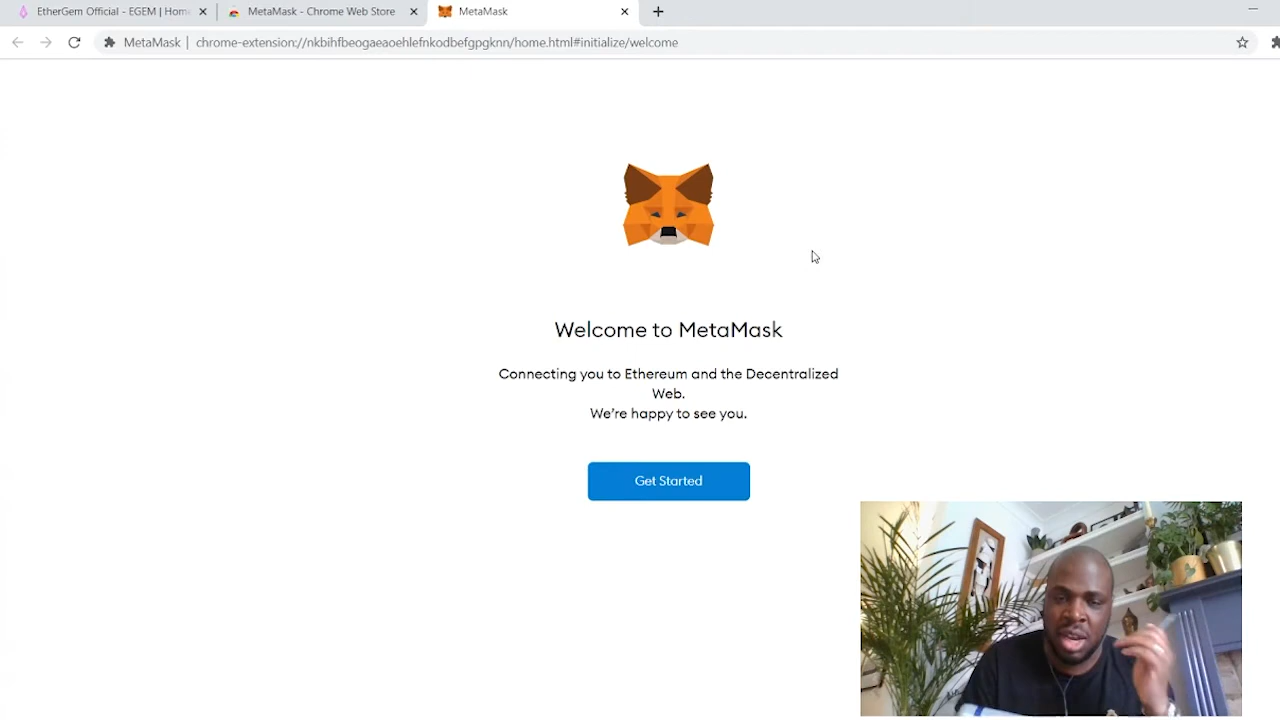 EtherGem Official - EGEM | Home
MetaMask - Chrome Web Store
MetaMask
MetaMask | chrome-extension://nkbihfbeogaeaoehlefnkodbefgpgknn/home.html#initialize/welcome
Welcome to MetaMask
Connecting you to Ethereum and the Decentralized
Web.
We're happy to see you.
Get Started